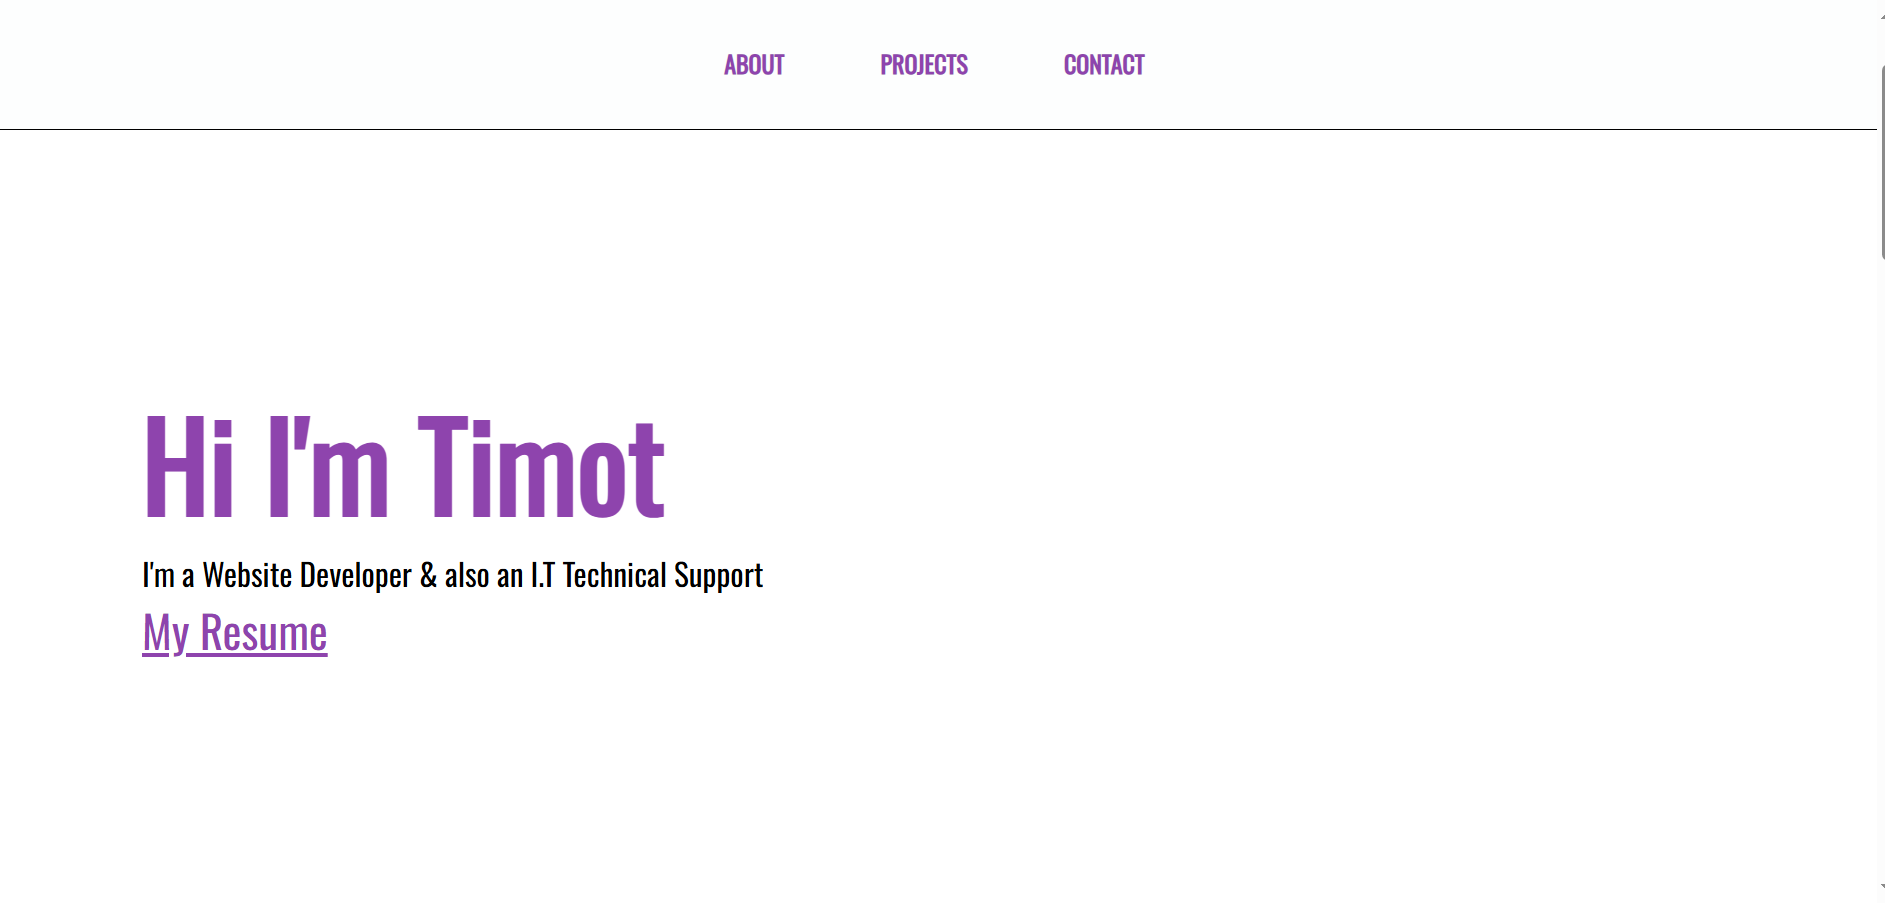 ABOUT PROJECTS CONTACT
Hi I'm Timot
I'm a Website Developer & also an I.T Technical Support
My Resume